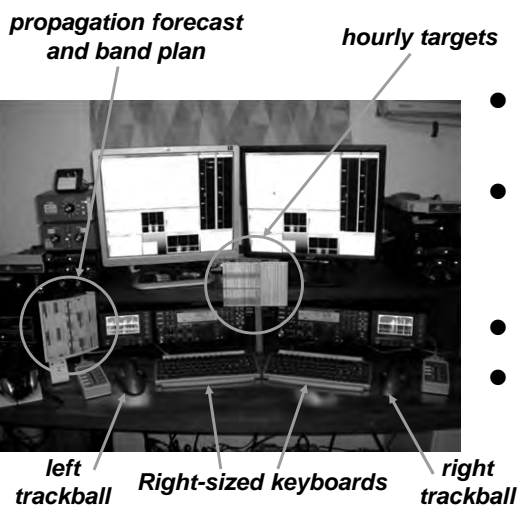 propagation forecast
and band plan
hourly targets
left
trackball
Right-sized keyboards
right
trackball